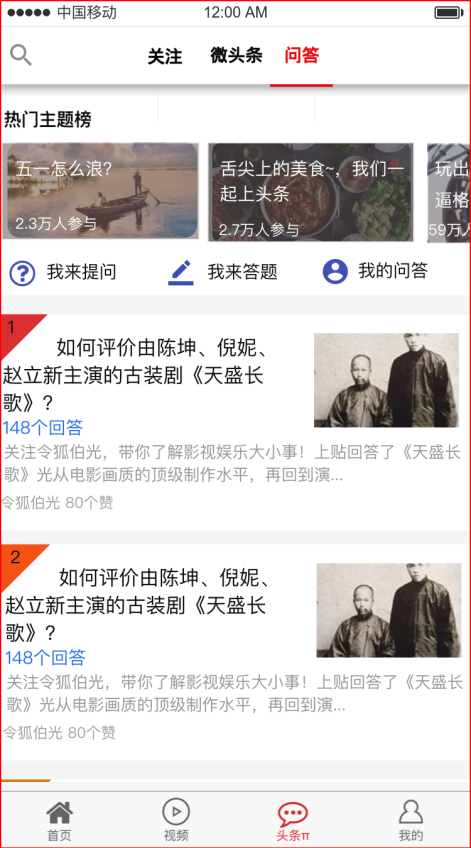 中国移动 12:00 AM
关注 微头条 问答
热门主题榜
五一怎么浪?
2.3万人参与
舌尖上的美食~，我们一
起上头条
2.7万人参与
玩出
逼格
59万人
我来提问 我来答题 我的问答
1
如何评价由陈坤、倪妮、
赵立新主演的古装剧《天盛长
歌》?
148个回答
关注令狐伯光，带你了解影视娱乐大小事！上贴回答了《天盛长
歌》光从电影画质的顶级制作水平，再回到演...
令狐伯光 80个赞
2
如何评价由陈坤、倪妮、
赵立新主演的古装剧《天盛长
歌》?
148个回答
关注令狐伯光，带你了解影视娱乐大小事！上贴回答了《天盛长
歌》光从电影画质的顶级制作水平，再回到演...
令狐伯光 80个赞
首页 视频 头条π 我的